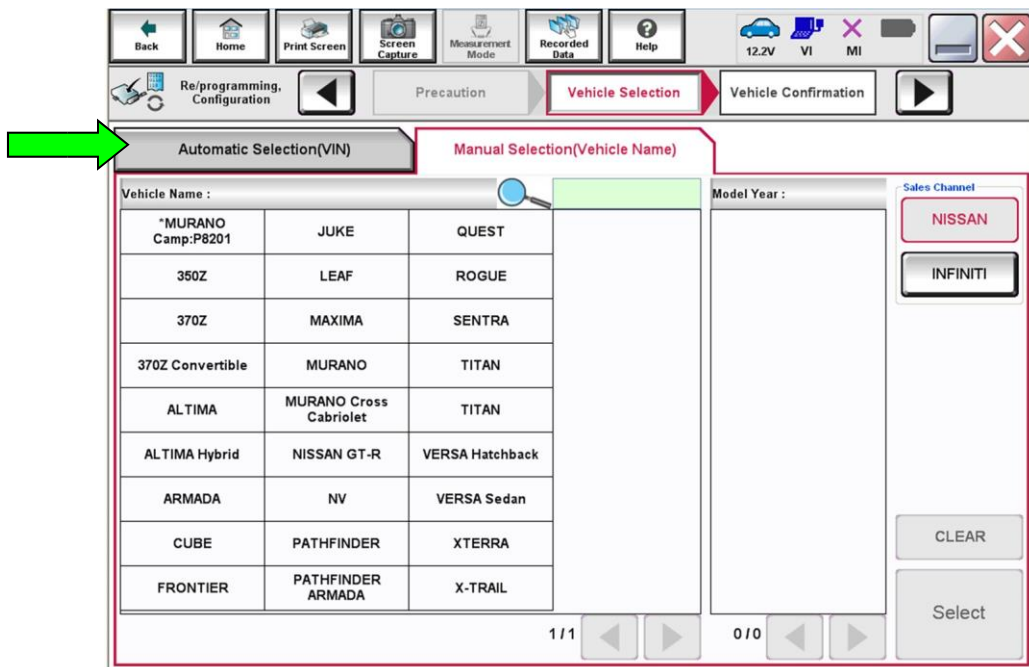 Back
Home
Print Screen
Screen
Capture
Measurement
Mode
Recorded
Data
Help
12.2V
VI
MI
Re/programming,
Configuration
Precaution
Vehicle Selection
Vehicle Confirmation
Automatic Selection(VIN)
Manual Selection(Vehicle Name)
Vehicle Name :
Model Year :
Sales Channel
*MURANO
Camp:P8201
JUKE
QUEST
NISSAN
350Z
LEAF
ROGUE
INFINITI
370Z
MAXIMA
SENTRA
370Z Convertible
MURANO
TITAN
ALTIMA
MURANO Cross
Cabriolet
TITAN
ALTIMA Hybrid
NISSAN GT-R
VERSA Hatchback
ARMADA
NV
VERSA Sedan
CUBE
PATHFINDER
XTERRA
CLEAR
FRONTIER
PATHFINDER
ARMADA
X-TRAIL
Select
1/1
0/0